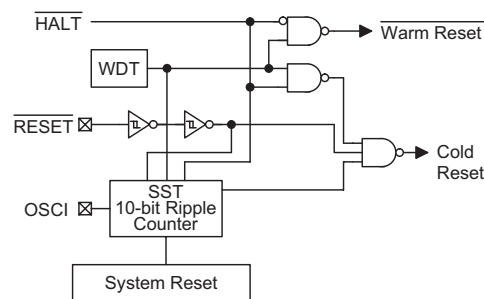 HALT
Warm Reset
WDT
RESET
Cold
Reset
SST
OSCI
10-bit Ripple
Counter
System Reset